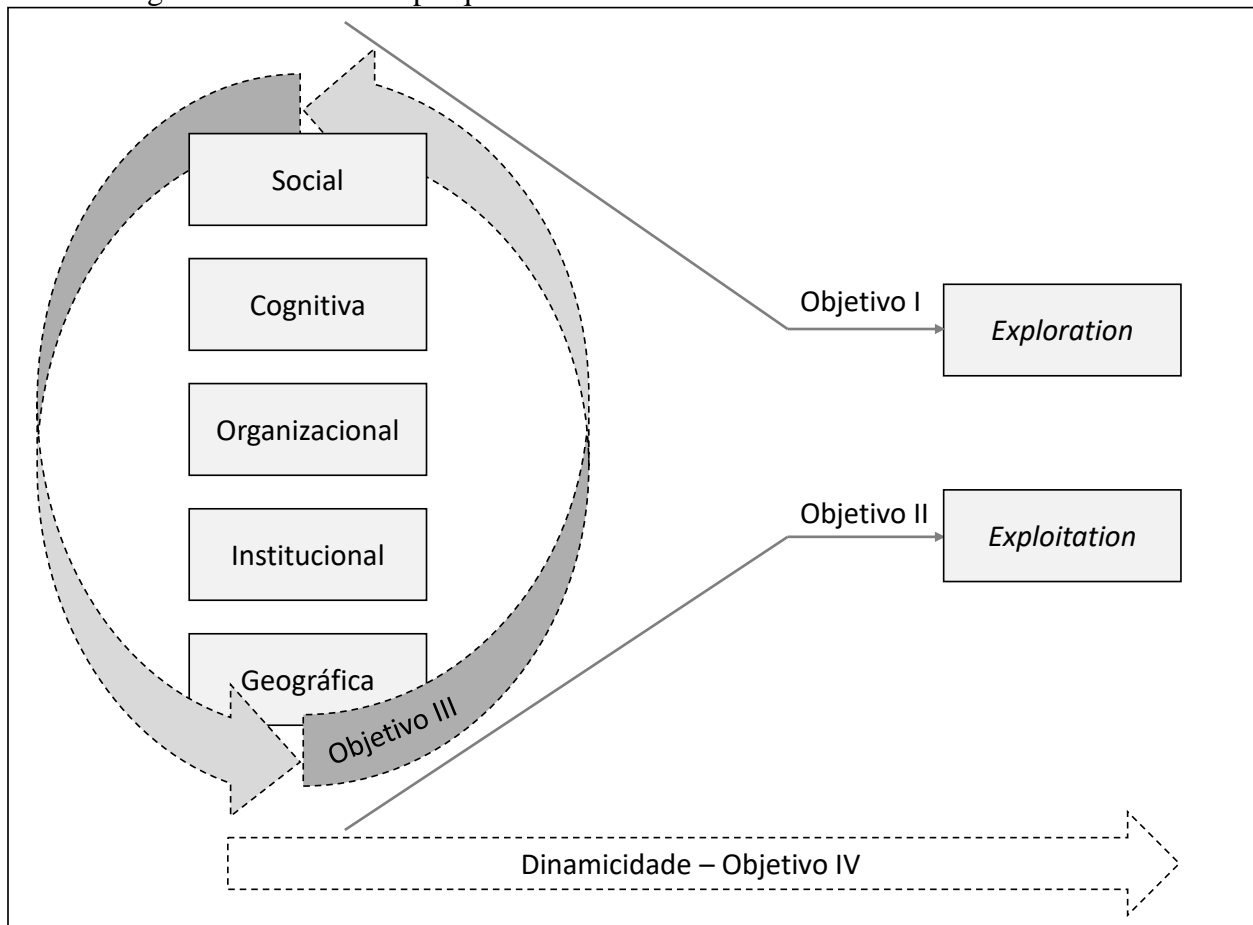 Social
Cognitiva
Organizacional
Institucional
Geográfica
Objetivo III
Objetivo I
Exploration
Objetivo II
Exploitation
Dinamicidade – Objetivo IV